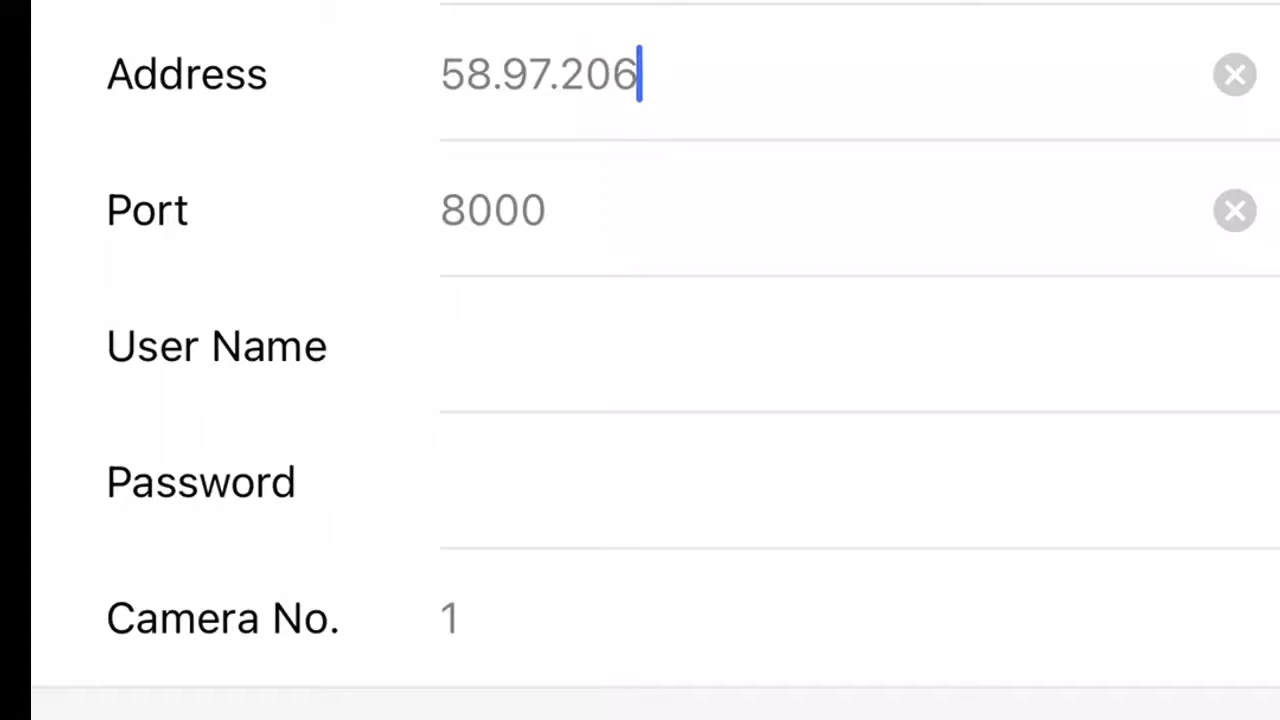 Address 58.97.206
Port 8000
User Name
Password
Camera No. 1